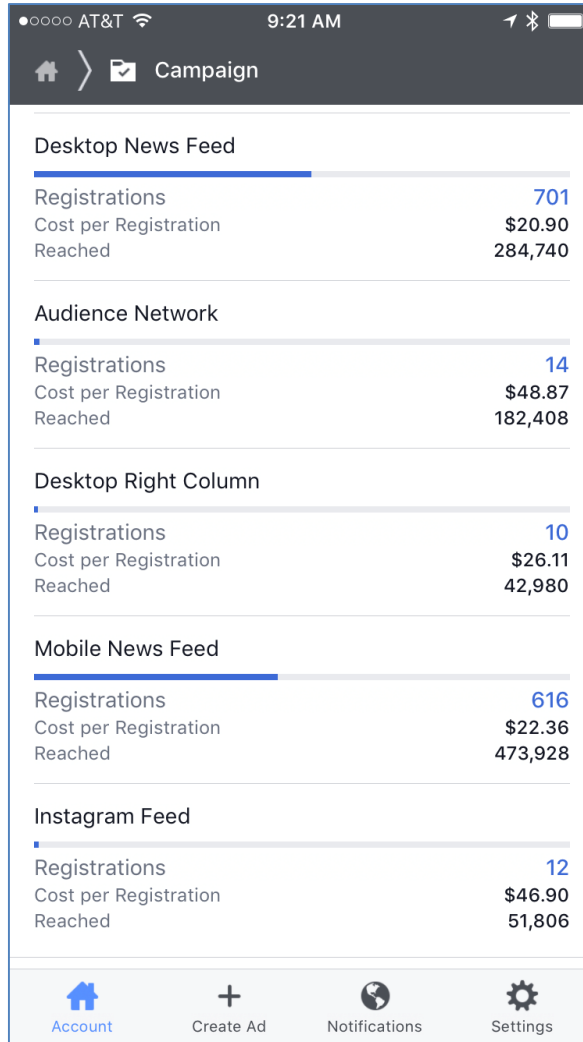 AT&T 9:21 AM
Campaign
Desktop News Feed
Registrations 701
Cost per Registration $20.90
Reached 284,740
Audience Network
Registrations 14
Cost per Registration $48.87
Reached 182,408
Desktop Right Column
Registrations 10
Cost per Registration $26.11
Reached 42,980
Mobile News Feed
Registrations 616
Cost per Registration $22.36
Reached 473,928
Instagram Feed
Registrations 12
Cost per Registration $46.90
Reached 51,806
Account Create Ad Notifications Settings